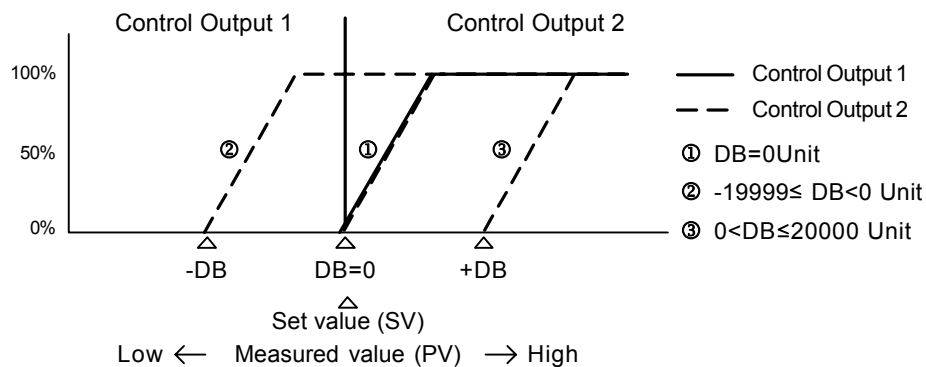 Control Output 1 Control Output 2
100%
50%
0%
② ① ③
-DB DB=0 +DB
Set value (SV)
Low ← Measured value (PV) → High
Control Output 1
Control Output 2
① DB=0Unit
② -19999≤ DB<0 Unit
③ 0<DB≤20000 Unit